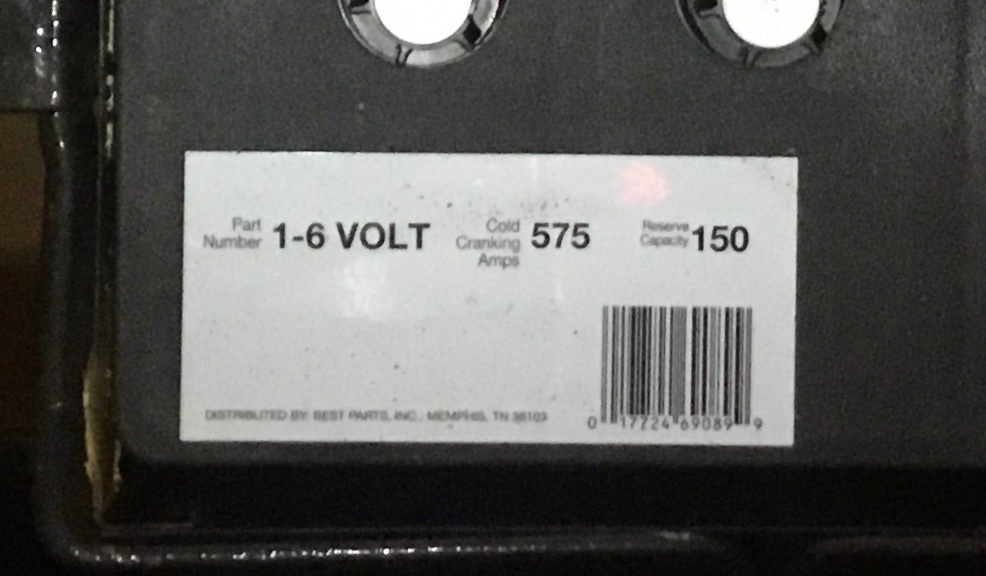 Part Number 1-6 VOLT Cold Cranking Amps 575 Reserve Capacity 150
DISTRIBUTED BY: BEST PARTS, INC., MEMPHIS, TN 38103
0 17724 69089 9